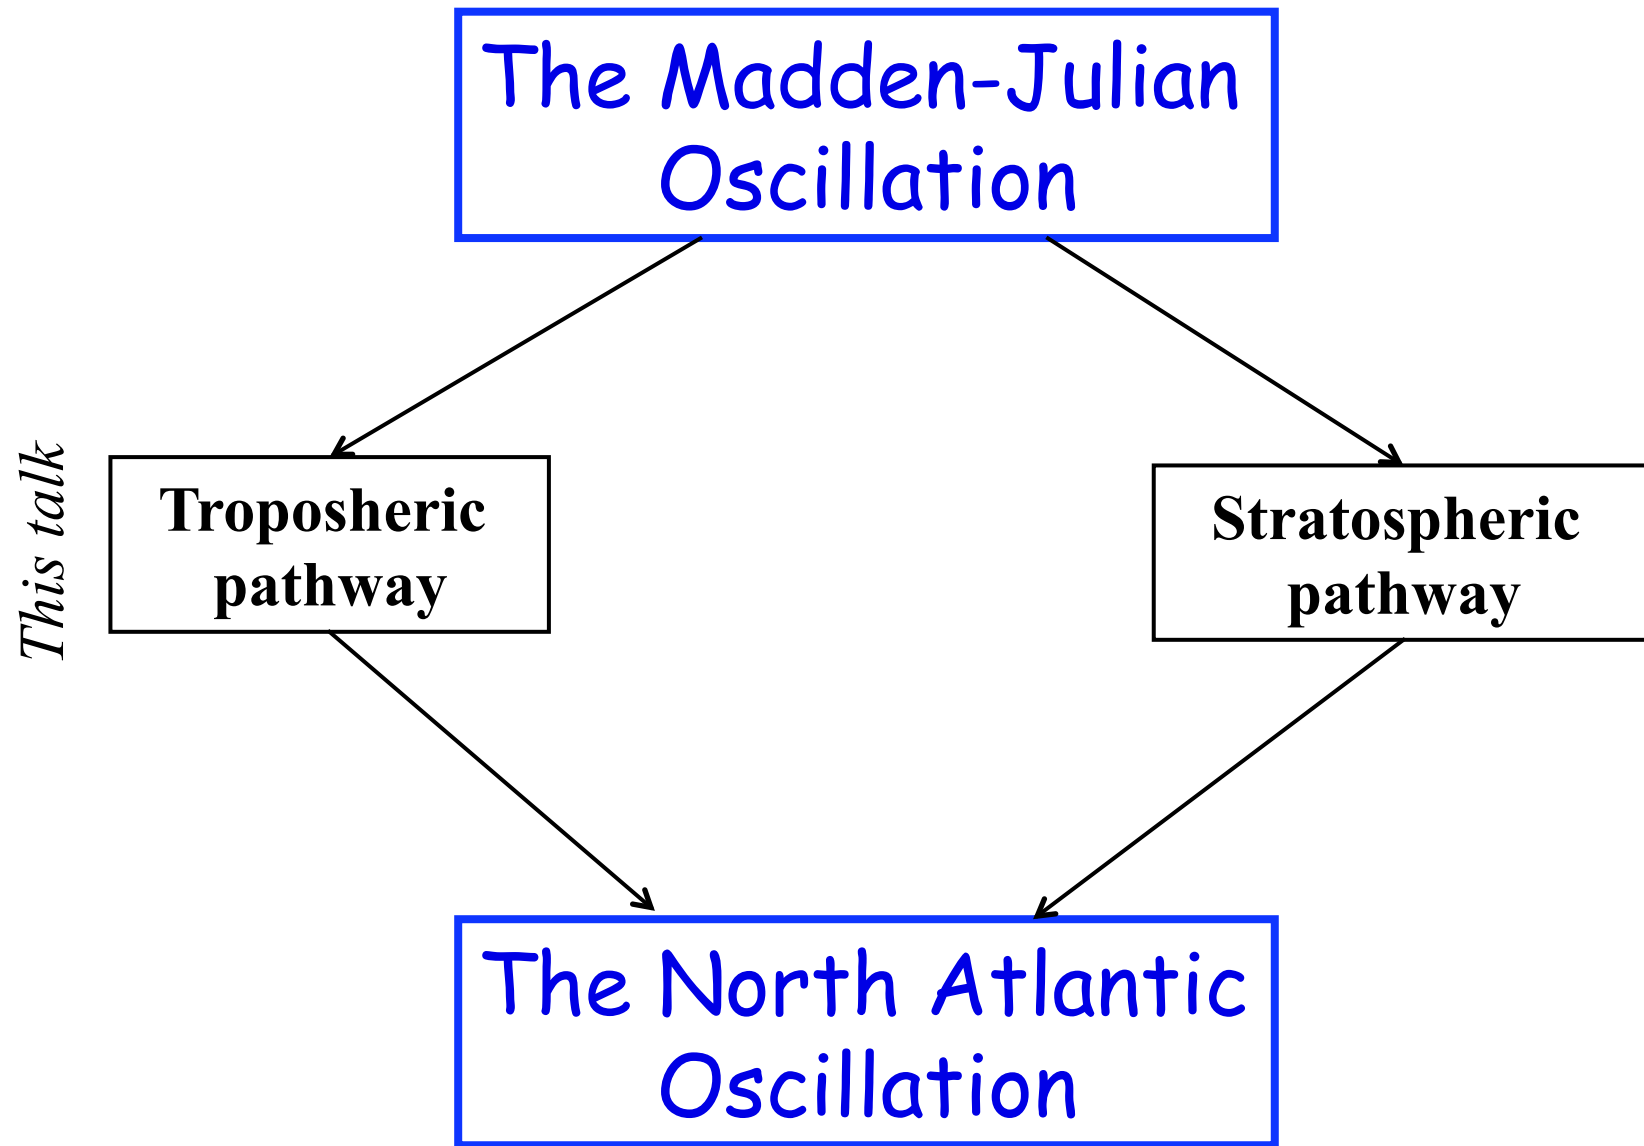 The Madden-Julian
Oscillation
This talk
Troposheric
pathway
Stratospheric
pathway
The North Atlantic
Oscillation